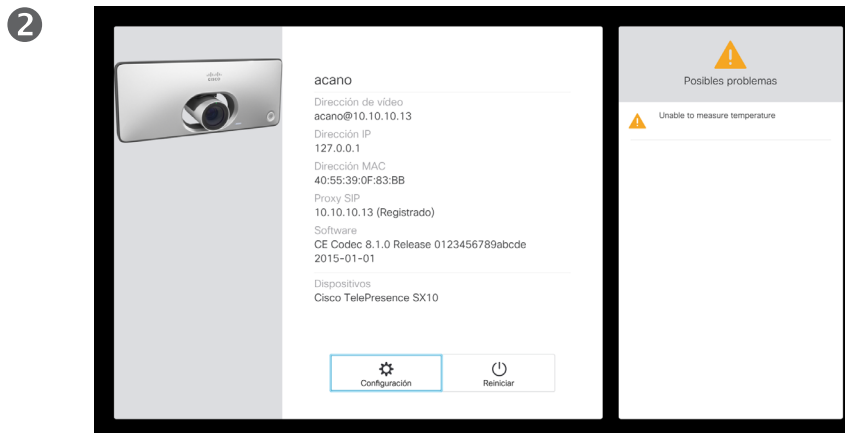 2
CISCO
acano
Dirección de vídeo
acano@10.10.10.13
Dirección IP
127.0.0.1
Dirección MAC
40:55:39:0F:83:BB
Proxy SIP
10.10.10.13 (Registrado)
Software
CE Codec 8.1.0 Release 0123456789abcde
2015-01-01
Dispositivos
Cisco TelePresence SX10
Configuración
Reiniciar
Posibles problemas
Unable to measure temperature